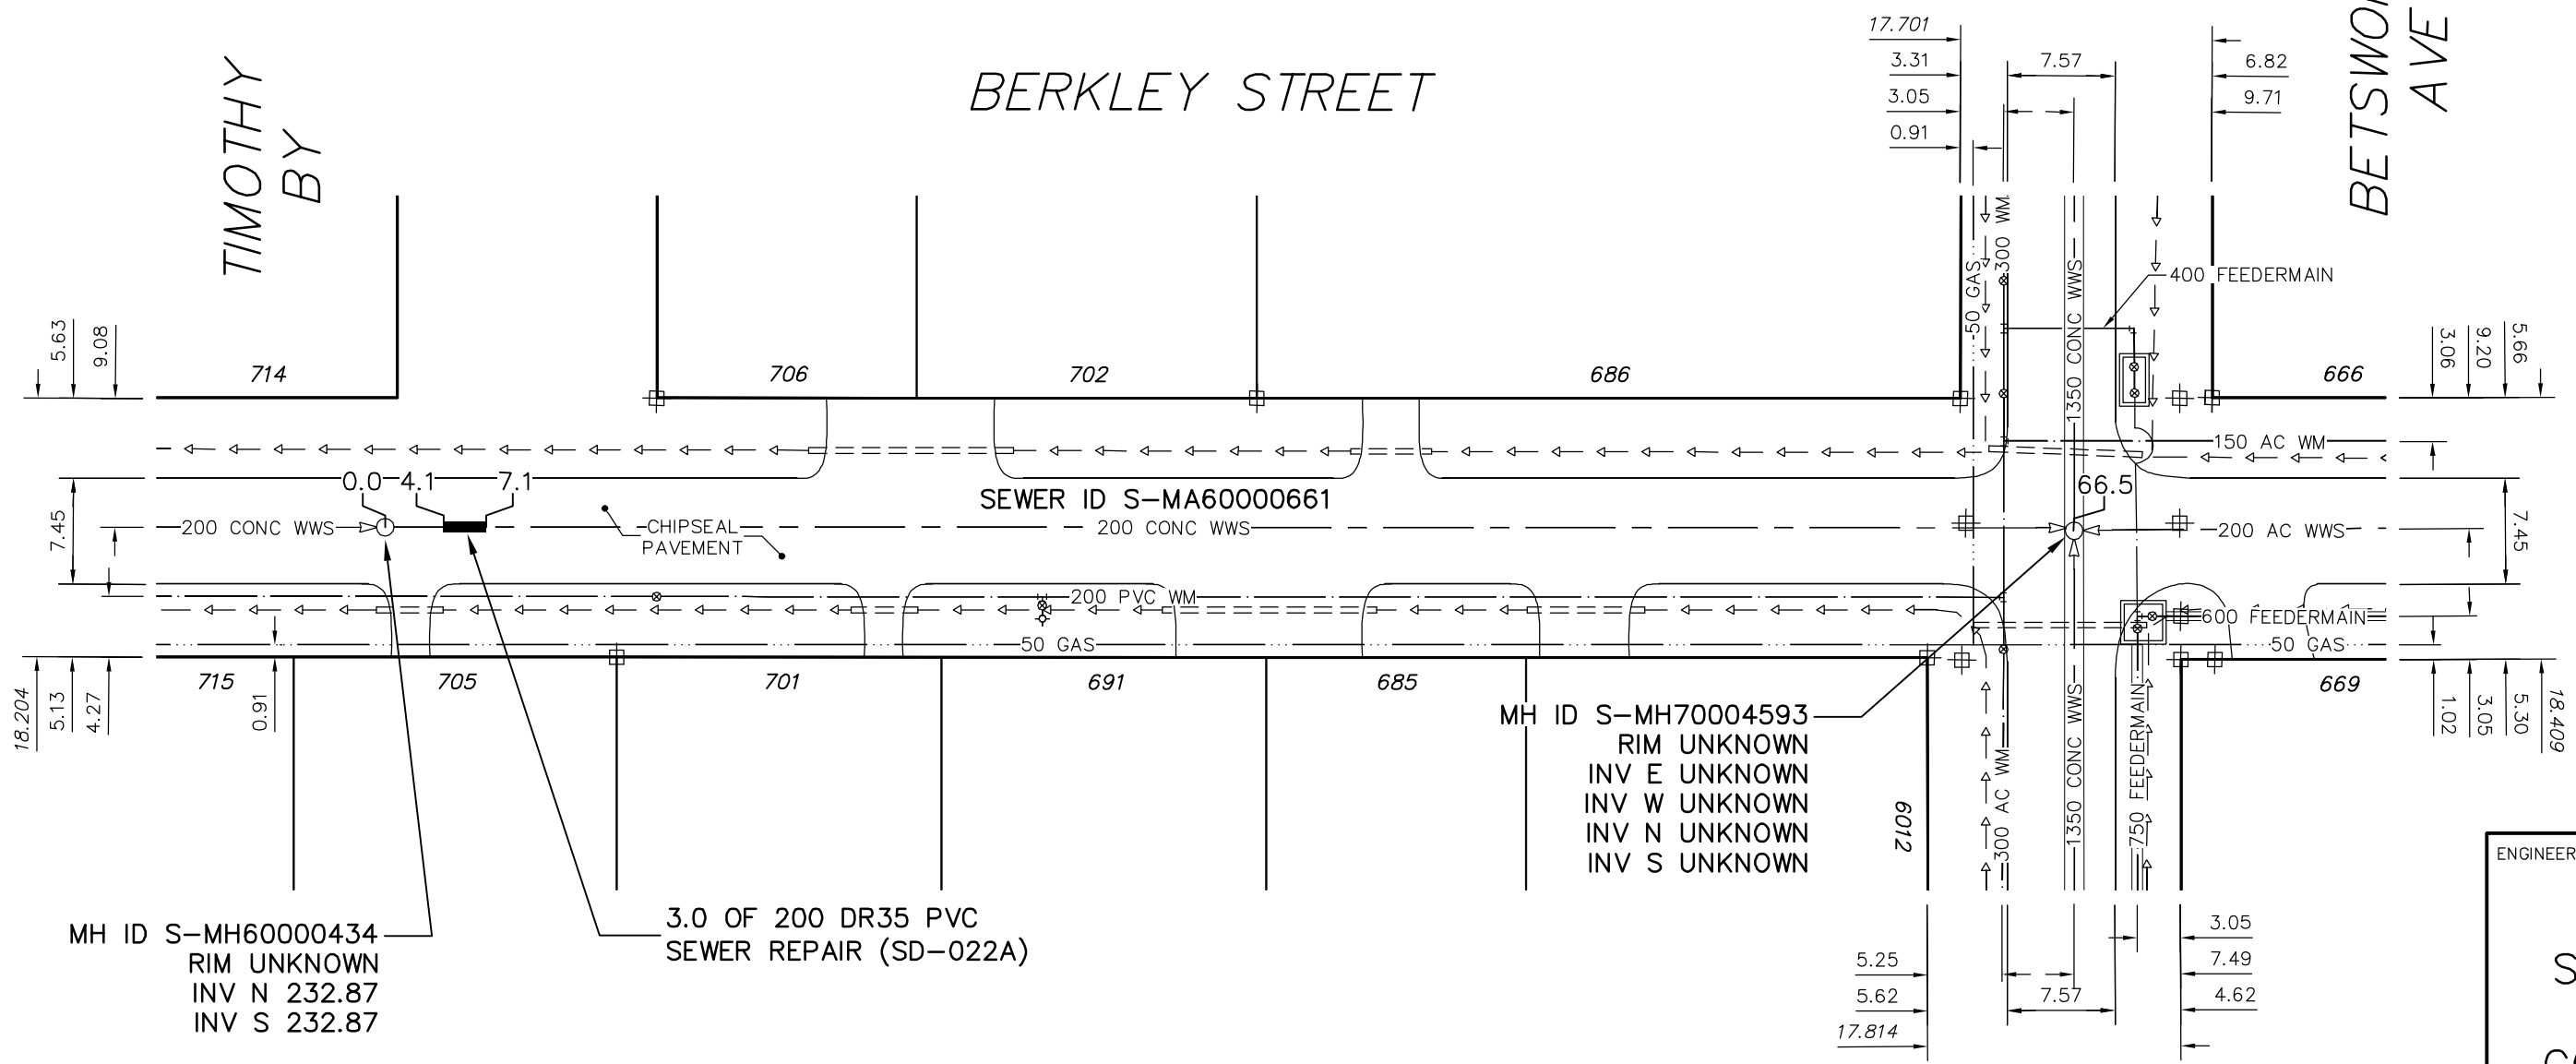 BERKLEY STREET
TIMOTHY
BY
AVE
17.701
3.31
3.05
0.91
7.57
6.82
9.71
5.63
9.08
714
706
702
686
666
50 GAS
300 WM
1350 CONC WWS
400 FEEDERMAIN
150 AC WM
3.06
9.20
5.66
0.0
4.1
7.1
SEWER ID S-MA60000661
66.5
7.45
200 CONC WWS
CHIPSEAL
PAVEMENT
200 CONC WWS
200 AC WWS
7.45
200 PVC WM
600 FEEDERMAIN
50 GAS
50 GAS
18.204
5.13
4.27
0.91
715
705
701
691
685
669
1.02
3.05
5.30
18.409
MH ID S-MH70004593
RIM UNKNOWN
INV E UNKNOWN
INV W UNKNOWN
INV N UNKNOWN
INV S UNKNOWN
6012
300 AC WM
1350 CONC WWS
750 FEEDERMAIN
MH ID S-MH60000434
RIM UNKNOWN
INV N 232.87
INV S 232.87
3.0 OF 200 DR35 PVC
SEWER REPAIR (SD-022A)
5.25
5.62
17.814
7.57
3.05
7.49
4.62